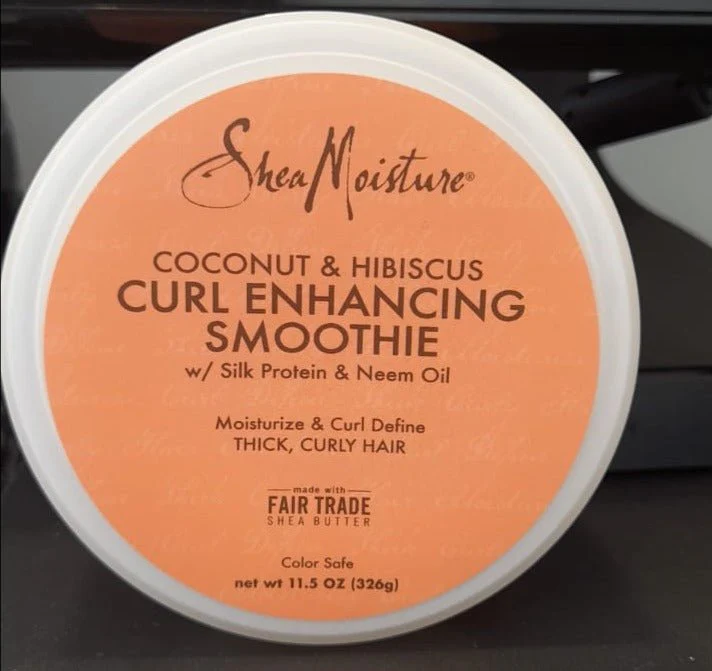 SheaMoisture®
COCONUT & HIBISCUS
CURL ENHANCING
SMOOTHIE
w/ Silk Protein & Neem Oil
Moisturize & Curl Define
THICK, CURLY HAIR
made with
FAIR TRADE
SHEA BUTTER
Color Safe
net wt 11.5 OZ (326g)